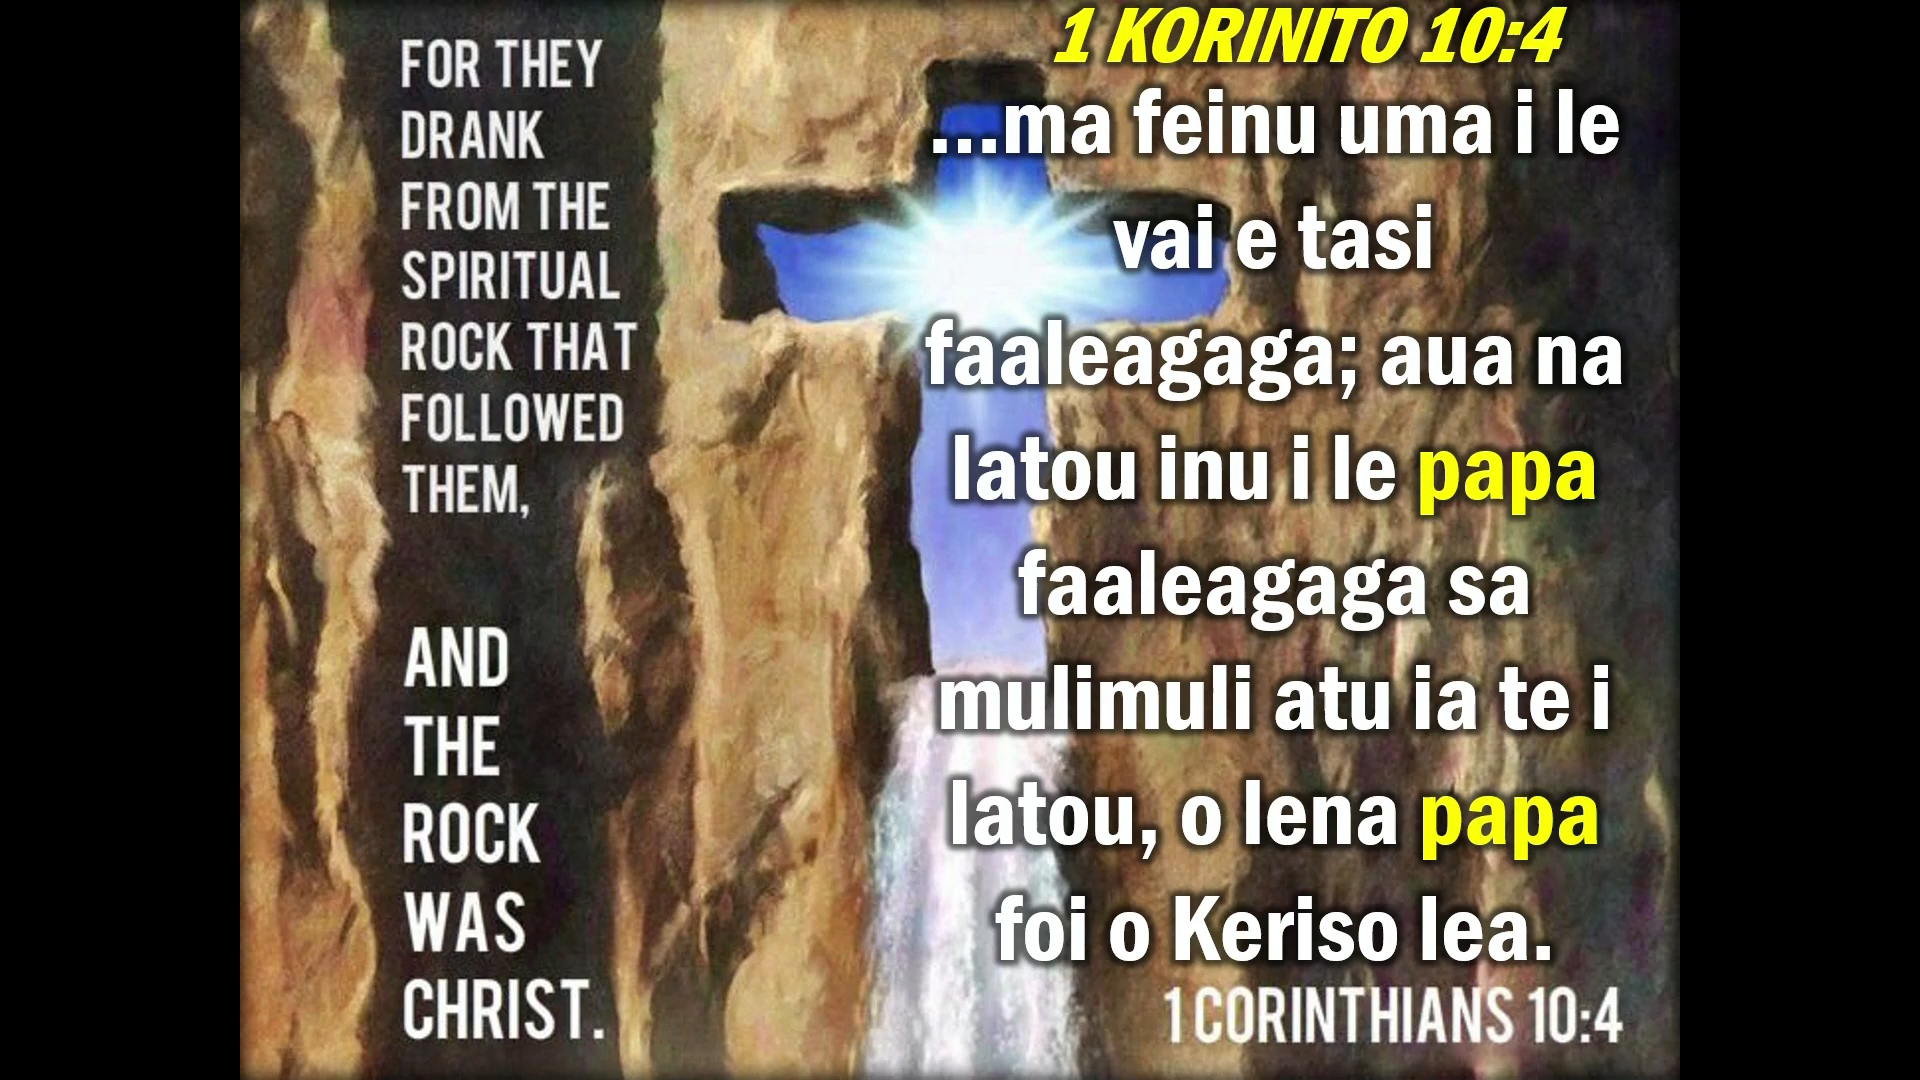 FOR THEY
DRANK
FROM THE
SPIRITUAL
ROCK THAT
FOLLOWED
THEM,
AND
THE
ROCK
WAS
CHRIST.
1 KORINITO 10:4
...ma feinu uma i le
vai e tasi
faaleagaga; aua na
latou inu i le papa
faaleagaga sa
mulimuli atu ia te i
latou, o lena papa
foi o Keriso lea.
1 CORINTHIANS 10:4